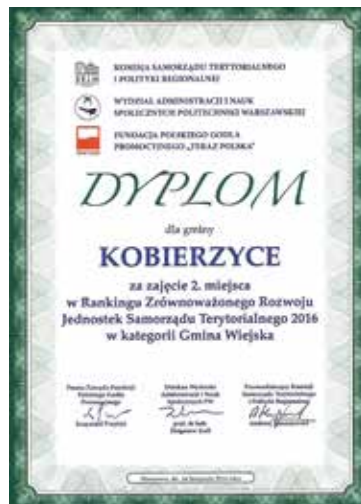 KOMISJA SAMORZĄDU TERYTORIALNEGO
I POLITYKI REGIONALNEJ
WYDZIAŁ ADMINISTRACJI I NAUK
SPOŁECZNYCH POLITECHNIKI WARSZAWSKIEJ
FUNDACJA POLSKIEGO GODŁA
PROMOCYJNEGO „TERAZ POLSKA”
DYPLOM
dla gminy
KOBIERZYCE
za zajęcie 2. miejsca
w Rankingu Zrównoważonego Rozwoju
Jednostek Samorządu Terytorialnego 2016
w kategorii Gmina Wiejska